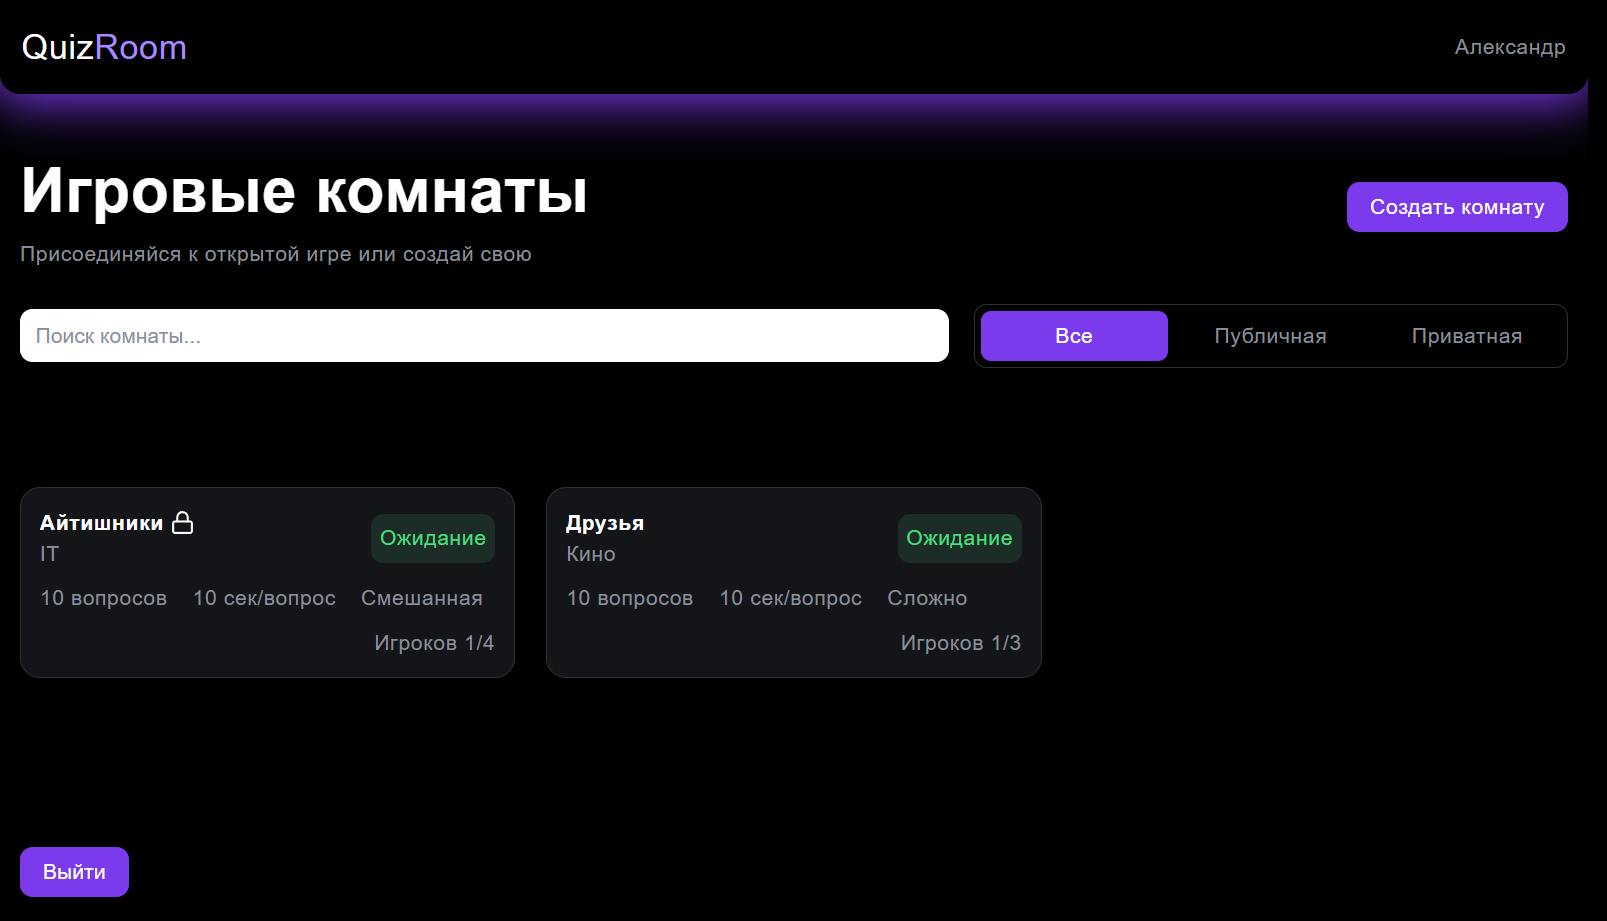 QuizRoom
Александр
Игровые комнаты
Создать комнату
Присоединяйся к открытой игре или создай свою
Поиск комнаты...
Все
Публичная
Приватная
Айтишники
IT
Ожидание
10 вопросов
10 сек/вопрос
Смешанная
Игроков 1/4
Друзья
Кино
Ожидание
10 вопросов
10 сек/вопрос
Сложно
Игроков 1/3
Выйти